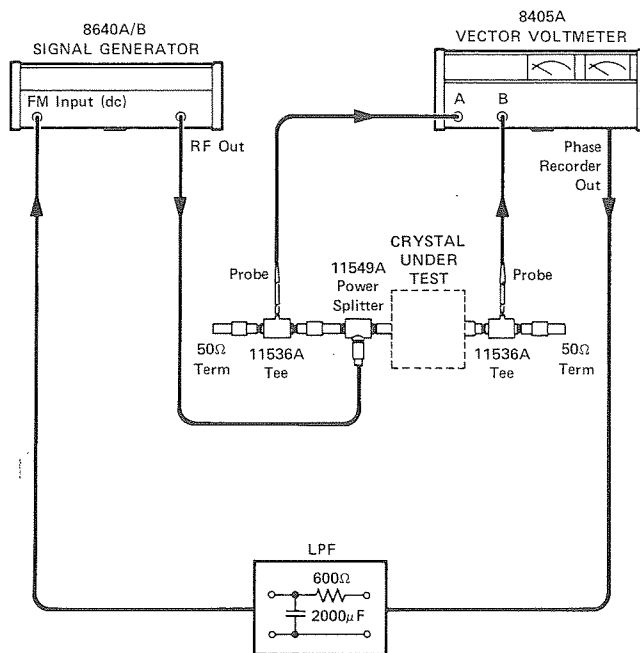 8640A/B
SIGNAL GENERATOR
FM Input (dc)
RF Out
8405A
VECTOR VOLTMETER
A
B
Phase
Recorder
Out
Probe
11549A
Power
Splitter
CRYSTAL
UNDER
TEST
Probe
50Ω
Term
11536A
Tee
11536A
Tee
50Ω
Term
LPF
600Ω
2000μF